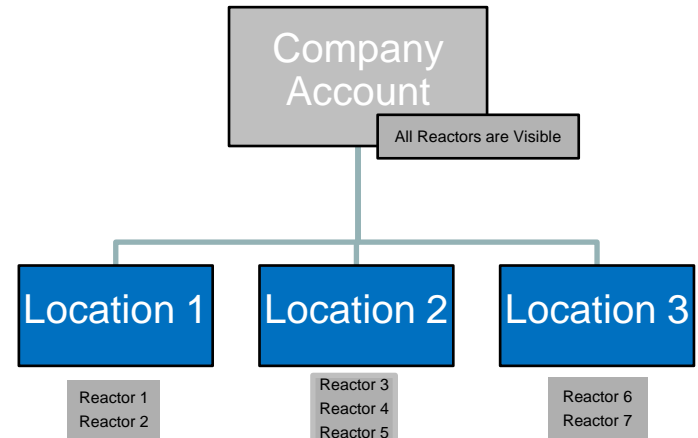 Company
Account
All Reactors are Visible
Location 1
Location 2
Location 3
Reactor 1
Reactor 2
Reactor 3
Reactor 4
Reactor 5
Reactor 6
Reactor 7